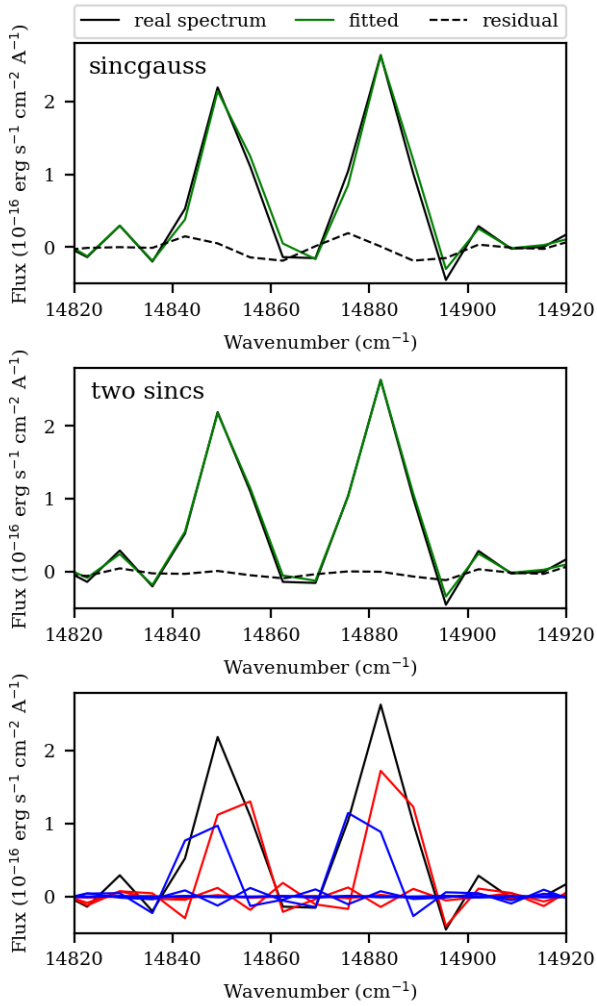 real spectrum fitted residual
sincgauss
Flux (10⁻¹⁶ erg s⁻¹ cm⁻² A⁻¹)
2
1
0
14820 14840 14860 14880 14900 14920
Wavenumber (cm⁻¹)
two sincs
Flux (10⁻¹⁶ erg s⁻¹ cm⁻² A⁻¹)
2
1
0
14820 14840 14860 14880 14900 14920
Wavenumber (cm⁻¹)
Flux (10⁻¹⁶ erg s⁻¹ cm⁻² A⁻¹)
2
1
0
14820 14840 14860 14880 14900 14920
Wavenumber (cm⁻¹)